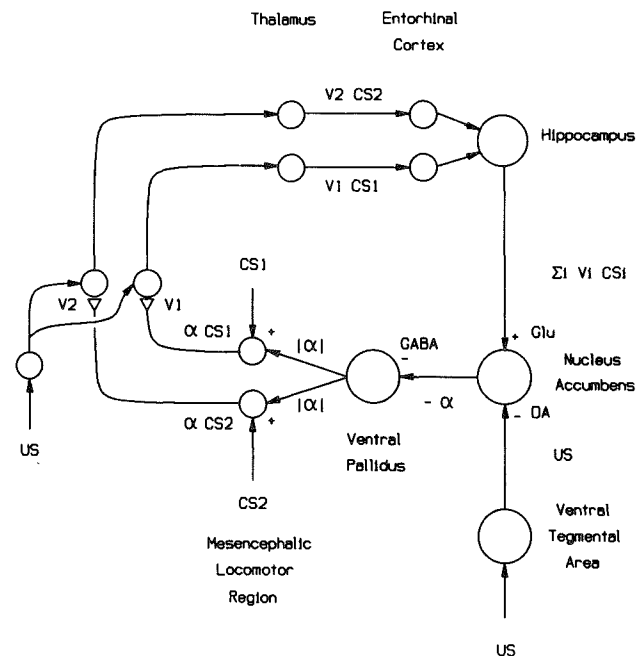 Thalamus
Entorhinal
Cortex
V2 CS2
Hippocampus
V1 CS1
CS1
Σi Vi CSi
V2
V1
α CS1
+
|α|
GABA
-
+ Glu
Nucleus
Accumbens
- α
- DA
α CS2
|α|
+
US
Ventral
Pallidus
US
CS2
Ventral
Tegmental
Area
Mesencephalic
Locomotor
Region
US